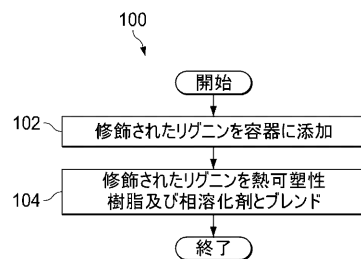 100
開始
102
修飾されたリグニンを容器に添加
104
修飾されたリグニンを熱可塑性
樹脂及び相溶化剤とブレンド
終了